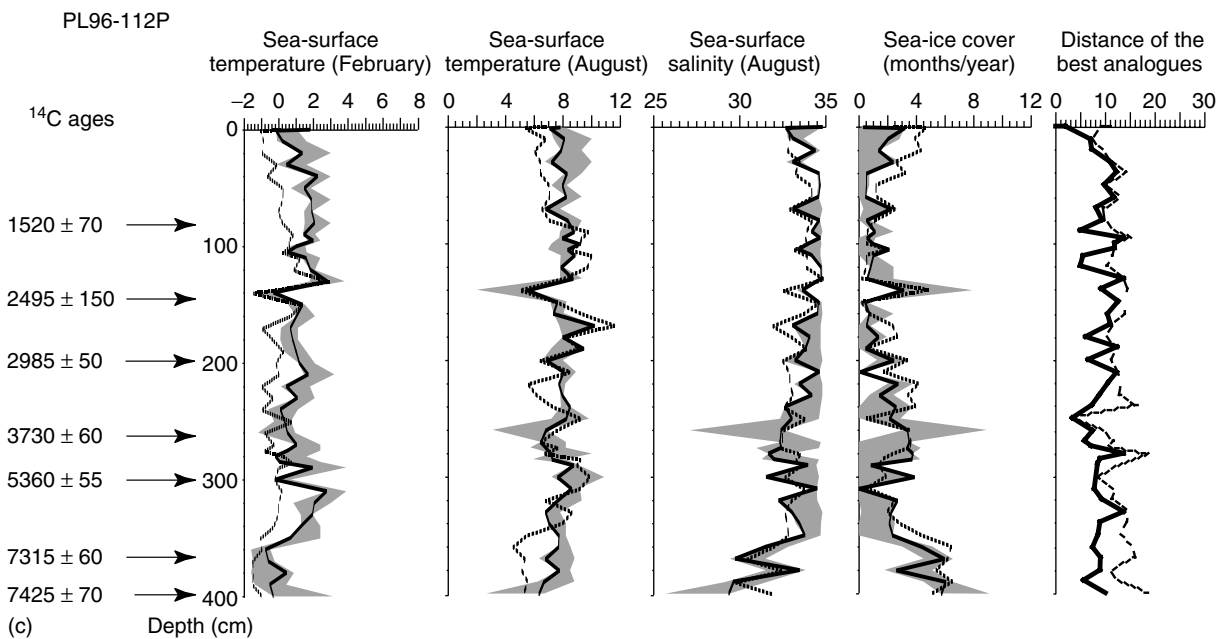 PL96-112P
Sea-surface temperature (February)
Sea-surface temperature (August)
Sea-surface salinity (August)
Sea-ice cover (months/year)
Distance of the best analogues
¹⁴C ages
−2 0 2 4 6 8
0 4 8 12
25 30 35
0 4 8 12
0 10 20 30
0
1520 ± 70
100
2495 ± 150
2985 ± 50
200
3730 ± 60
5360 ± 55
300
7315 ± 60
7425 ± 70
400
(c)
Depth (cm)